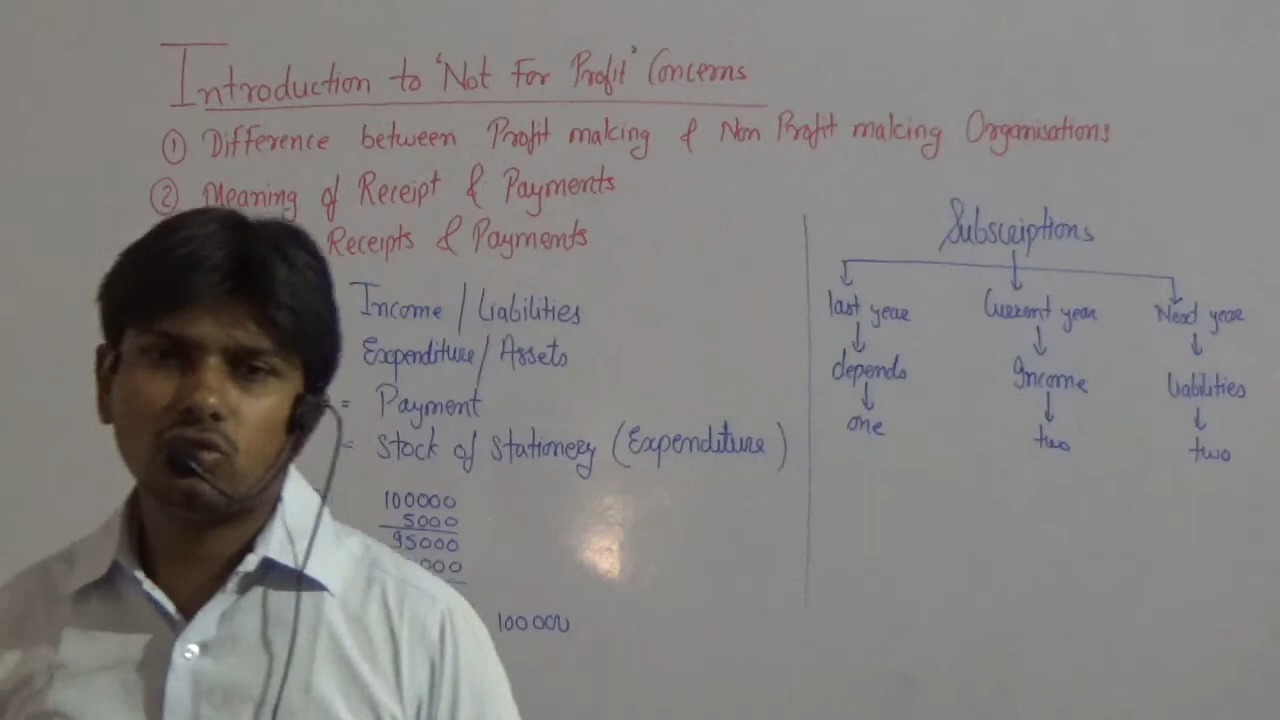 Introduction to 'Not For Profit' Concerns
① Difference between Profit making & Non Profit making Organisations
② Meaning of Receipt & Payments
Receipts & Payments
Income / Liabilities
Expenditure / Assets
= Payment
= Stock of Stationery (Expenditure)
100000
5000
95000
000
100000
Subscriptions
last year
Current year
Next year
depends
Income
liabilities
one
two
two